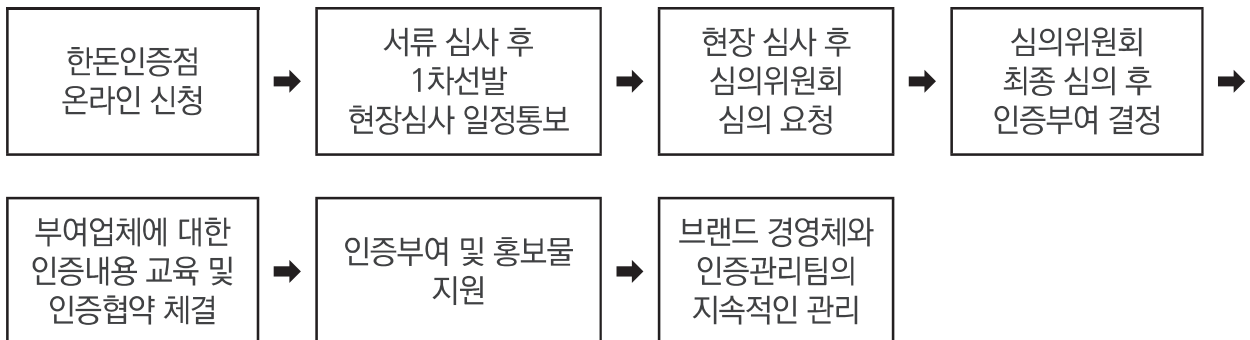 한돈인증점
온라인 신청
서류 심사 후
1차선발
현장심사 일정통보
현장 심사 후
심의위원회
심의 요청
심의위원회
최종 심의 후
인증부여 결정
부여업체에 대한
인증내용 교육 및
인증협약 체결
인증부여 및 홍보물
지원
브랜드 경영체와
인증관리팀의
지속적인 관리